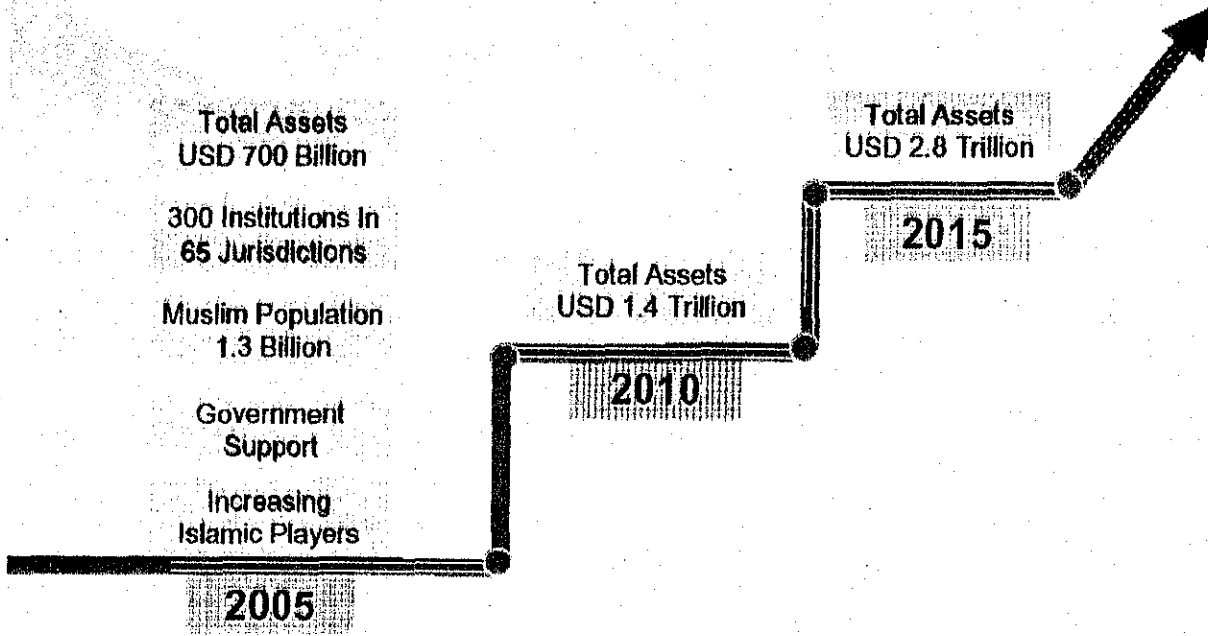 Total Assets
USD 700 Billion
300 Institutions In
65 Jurisdictions
Muslim Population
1.3 Billion
Government
Support
Increasing
Islamic Players
2005
Total Assets
USD 1.4 Trillion
2010
Total Assets
USD 2.8 Trillion
2015